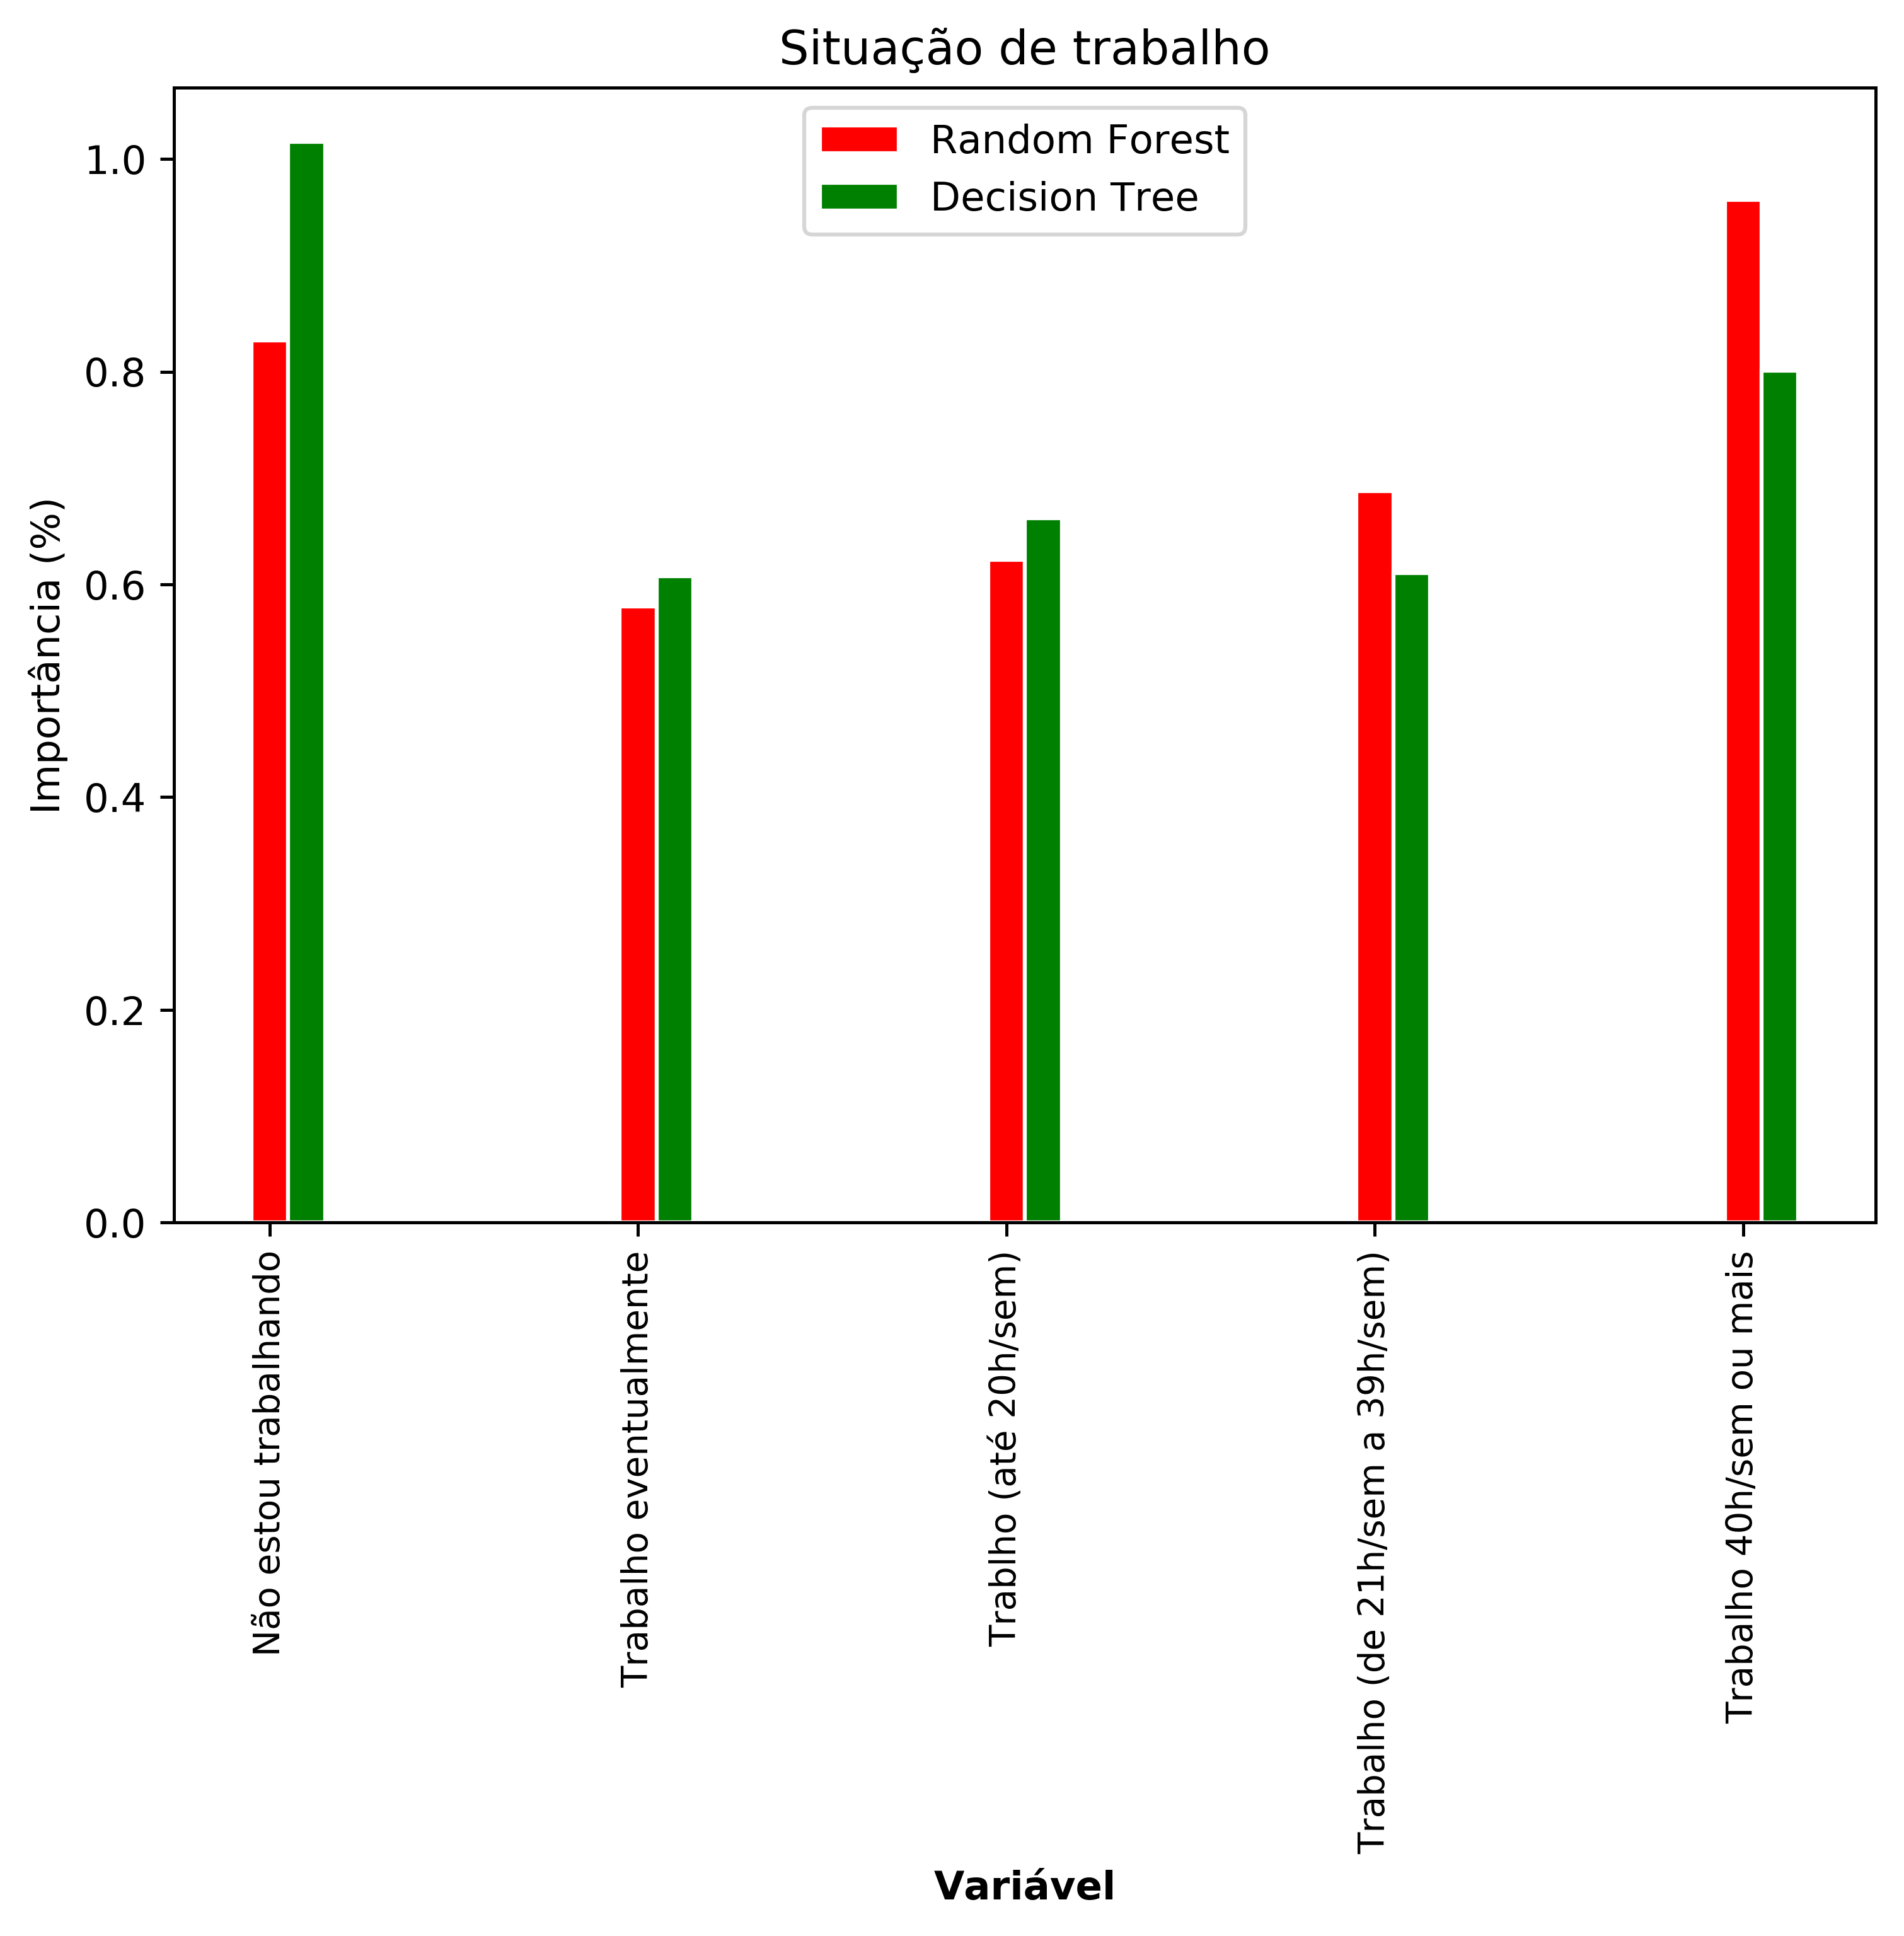 Situação de trabalho
Random Forest
Decision Tree
Importância (%)
1.0
0.8
0.6
0.4
0.2
0.0
Não estou trabalhando
Trabalho eventualmente
Trablho (até 20h/sem)
Trabalho (de 21h/sem a 39h/sem)
Trabalho 40h/sem ou mais
Variável